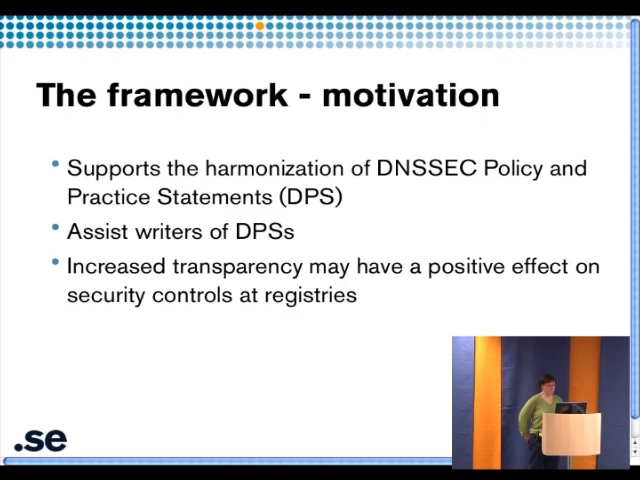 The framework - motivation
Supports the harmonization of DNSSEC Policy and
Practice Statements (DPS)
Assist writers of DPSs
Increased transparency may have a positive effect on
security controls at registries
.se